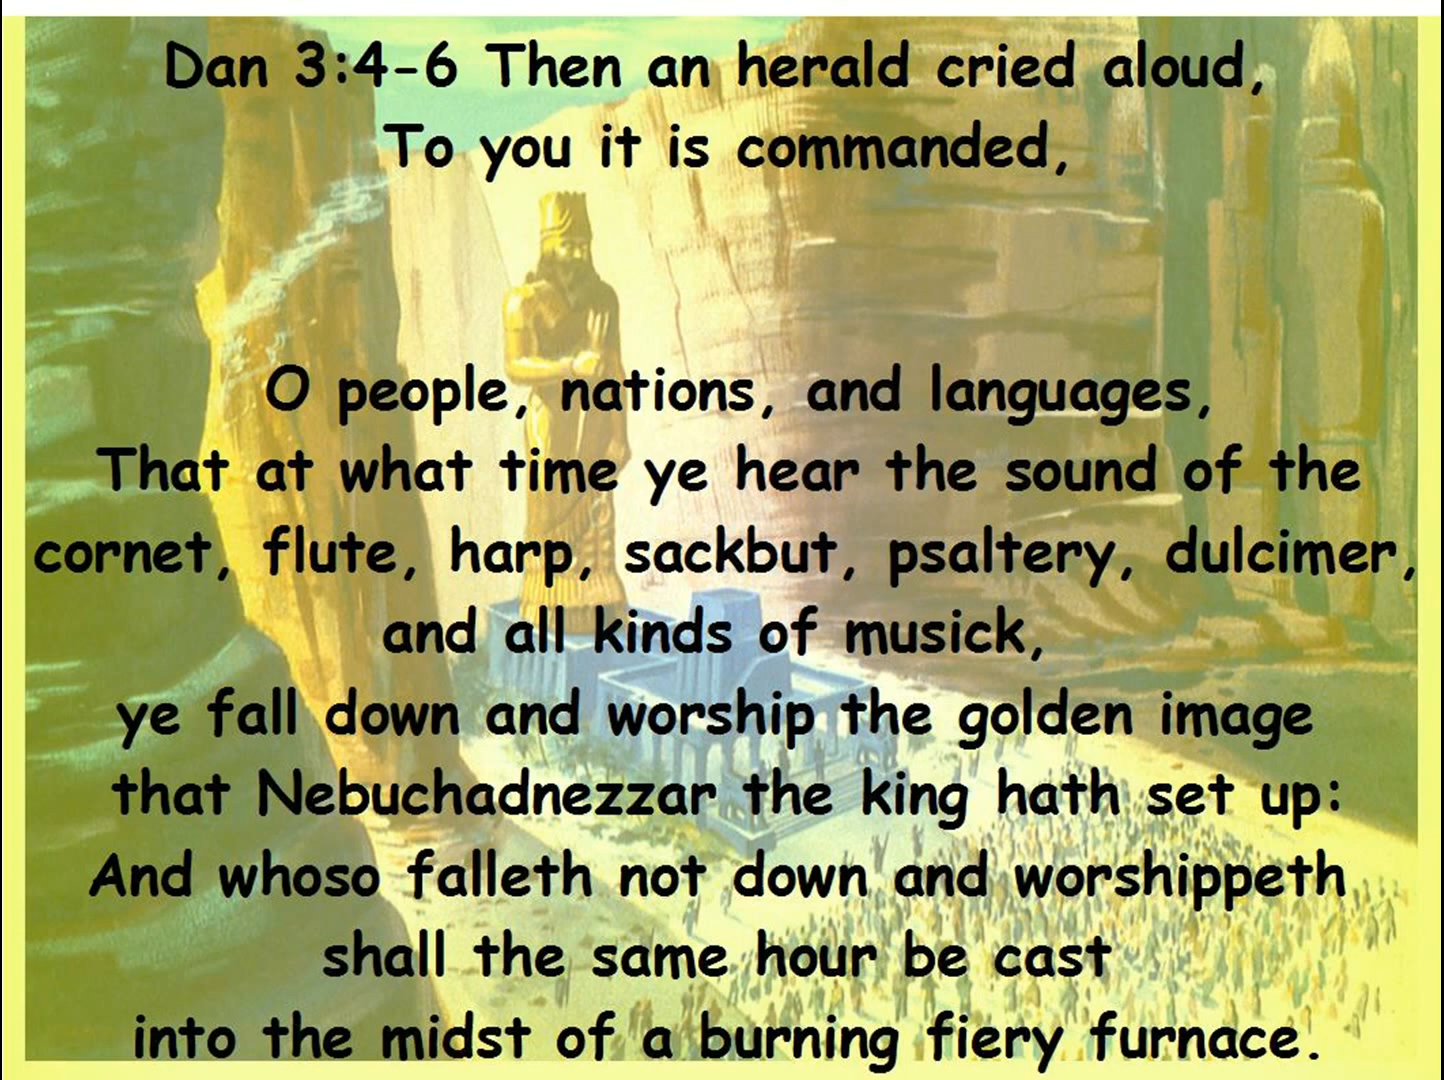 Dan 3:4-6 Then an herald cried aloud,
To you it is commanded,
O people, nations, and languages,
That at what time ye hear the sound of the
cornet, flute, harp, sackbut, psaltery, dulcimer,
and all kinds of musick,
ye fall down and worship the golden image
that Nebuchadnezzar the king hath set up:
And whoso falleth not down and worshippeth
shall the same hour be cast
into the midst of a burning fiery furnace.